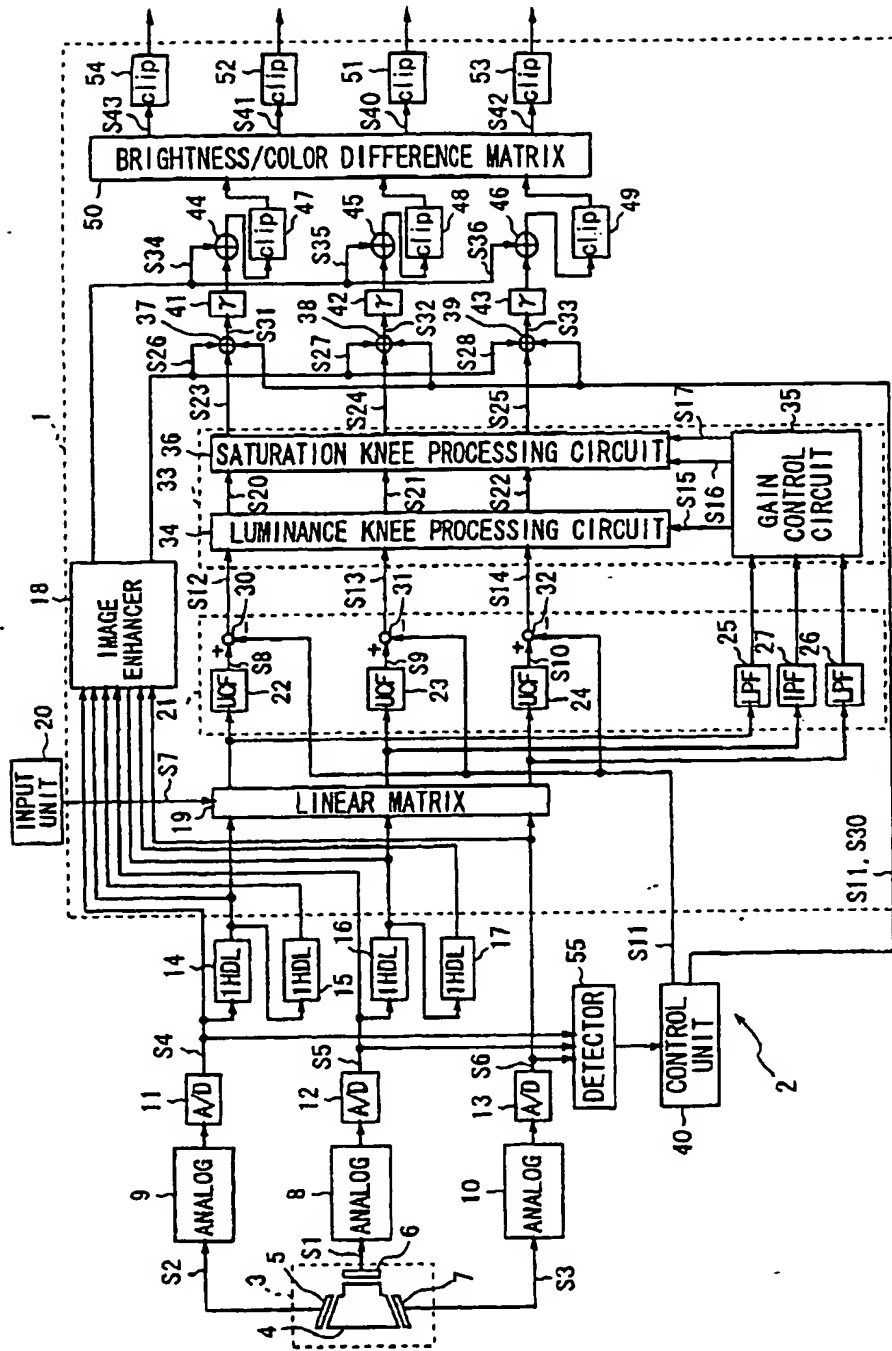 1
18
IMAGE
ENHANCER
20
INPUT
UNIT
S7
21
19
LINEAR MATRIX
33
36
SATURATION KNEE PROCESSING CIRCUIT
34
LUMINANCE KNEE PROCESSING CIRCUIT
35
GAIN
CONTROL
CIRCUIT
S15
S16
S17
BRIGHTNESS/COLOR DIFFERENCE MATRIX
50
S43
clip
54
S41
clip
52
S40
clip
51
S42
clip
53
S34
44
clip
47
S35
45
clip
48
S36
46
clip
49
S26
37
41
γ
S31
S27
38
42
γ
S32
S28
39
43
γ
S33
S23
S24
S25
S20
S21
S22
S12
S13
S14
+
-
30
S8
UCF
22
+
-
31
S9
UCF
23
+
-
32
S10
UCF
24
LPF
25
LPF
27
LPF
26
14
1HDL
1HDL
15
16
1HDL
1HDL
17
S4
11
A/D
S5
12
A/D
S6
13
A/D
9
ANALOG
8
ANALOG
10
ANALOG
S2
S1
S3
3
5
6
4
7
DETECTOR
55
CONTROL
UNIT
40
2
S11
S11, S30